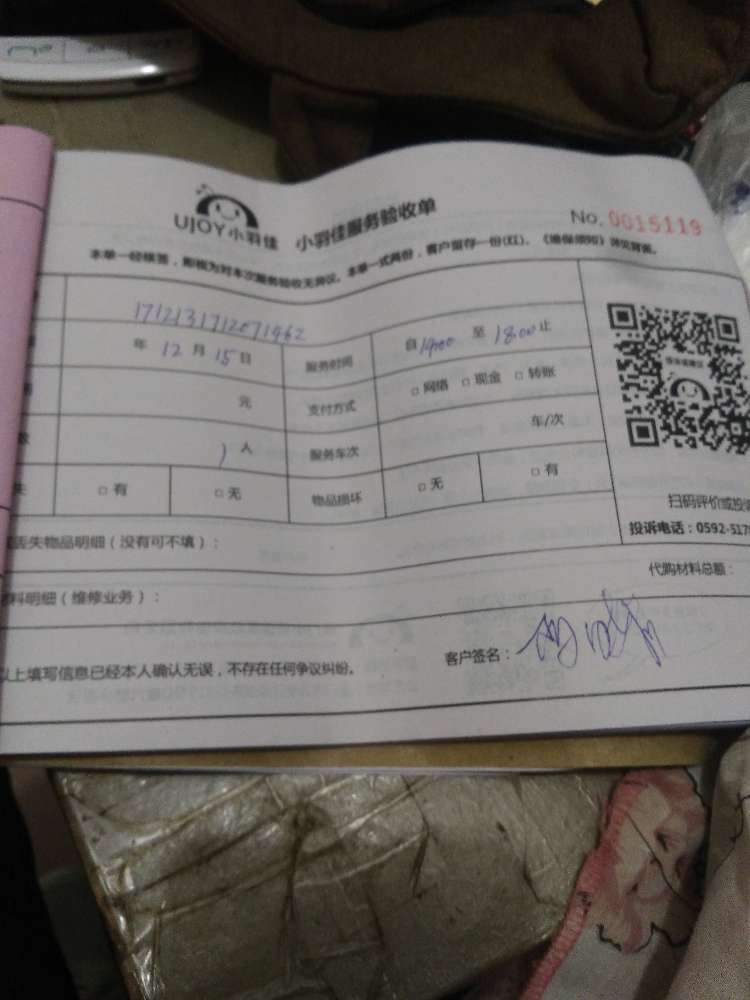 UJOY小羽佳 小羽佳服务验收单 No.0015119
本单一经核签，即视为对本次服务验收无异议。本单一式两份，客户留存一份(红)。《维保须知》详见背面。
1712131712071462
年 12 月 15 日 服务时间 自 14:00 至 18:00 止
元 支付方式 □ 网络 □ 现金 □ 转账
1 人 服务车次 车/次
失 □ 有 □ 无 物品损坏 □ 无 □ 有
扫码评价或投
投诉电话：0592-517
丢失物品明细（没有可不填）：
料明细（维修业务）： 代购材料总额：
以上填写信息已经本人确认无误，不存在任何争议纠纷。 客户签名：